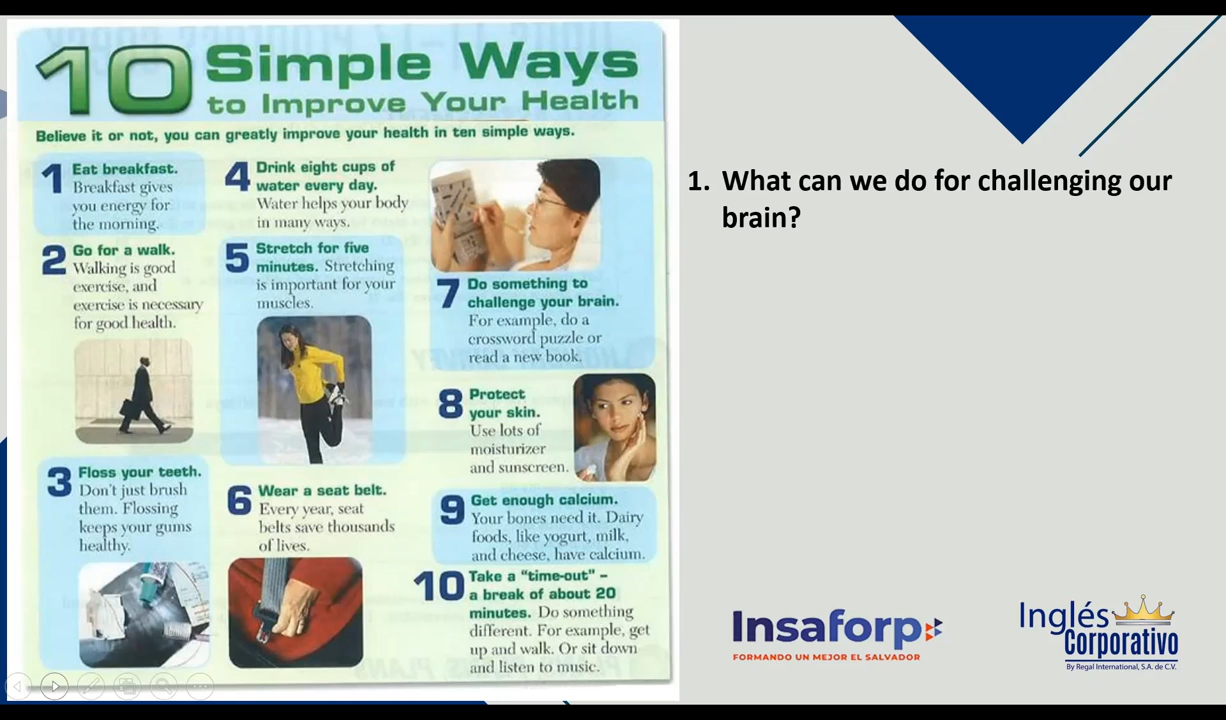 10 Simple Ways
to Improve Your Health
Believe it or not, you can greatly improve your health in ten simple ways.
1 Eat breakfast.
Breakfast gives
you energy for
the morning.
2 Go for a walk.
Walking is good
exercise, and
exercise is necessary
for good health.
3 Floss your teeth.
Don't just brush
them. Flossing
keeps your gums
healthy.
4 Drink eight cups of
water every day.
Water helps your body
in many ways.
5 Stretch for five
minutes. Stretching
is important for your
muscles.
6 Wear a seat belt.
Every year, seat
belts save thousands
of lives.
7 Do something to
challenge your brain.
For example, do a
crossword puzzle or
read a new book.
8 Protect
your skin.
Use lots of
moisturizer
and sunscreen.
9 Get enough calcium.
Your bones need it. Dairy
foods, like yogurt, milk,
and cheese, have calcium.
10 Take a "time-out" –
a break of about 20
minutes. Do something
different. For example, get
up and walk. Or sit down
and listen to music.
1. What can we do for challenging our
brain?
Insaforp
FORMANDO UN MEJOR EL SALVADOR
Inglés
Corporativo
By Regal International, S.A. de C.V.